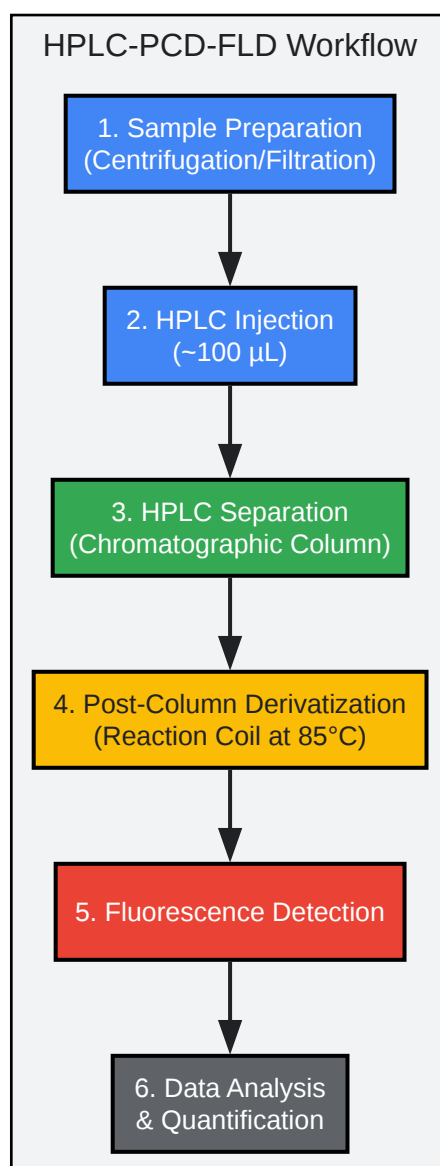 HPLC-PCD-FLD Workflow
1. Sample Preparation
(Centrifugation/Filtration)
2. HPLC Injection
(~100 µL)
3. HPLC Separation
(Chromatographic Column)
4. Post-Column Derivatization
(Reaction Coil at 85°C)
5. Fluorescence Detection
6. Data Analysis
& Quantification